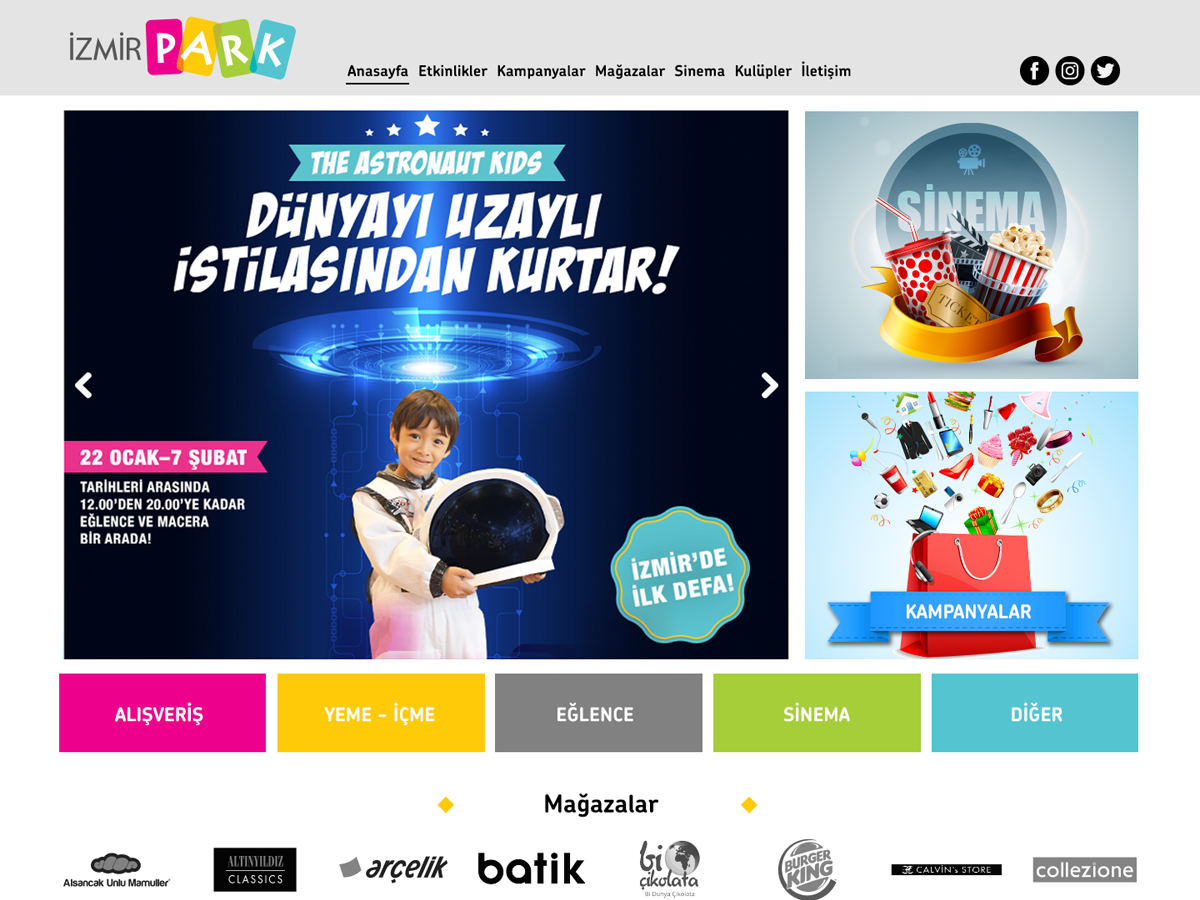 İZMİR PARK
Anasayfa Etkinlikler Kampanyalar Mağazalar Sinema Kulüpler İletişim
THE ASTRONAUT KIDS
DÜNYAYI UZAYLI
İSTİLASINDAN KURTAR!
22 OCAK–7 ŞUBAT
TARİHLERİ ARASINDA
12.00'DEN 20.00'YE KADAR
EĞLENCE VE MACERA
BİR ARADA!
İZMİR'DE
İLK DEFA!
SİNEMA
TICKET
KAMPANYALAR
ALIŞVERİŞ
YEME - İÇME
EĞLENCE
SİNEMA
DİĞER
Mağazalar
Alsancak Unlu Mamuller
ALTINYILDIZ
CLASSICS
arçelik
batik
bi
çikolata
Bi Dünya Çikolata
BURGER
KING
CALVIN's STORE
collezione